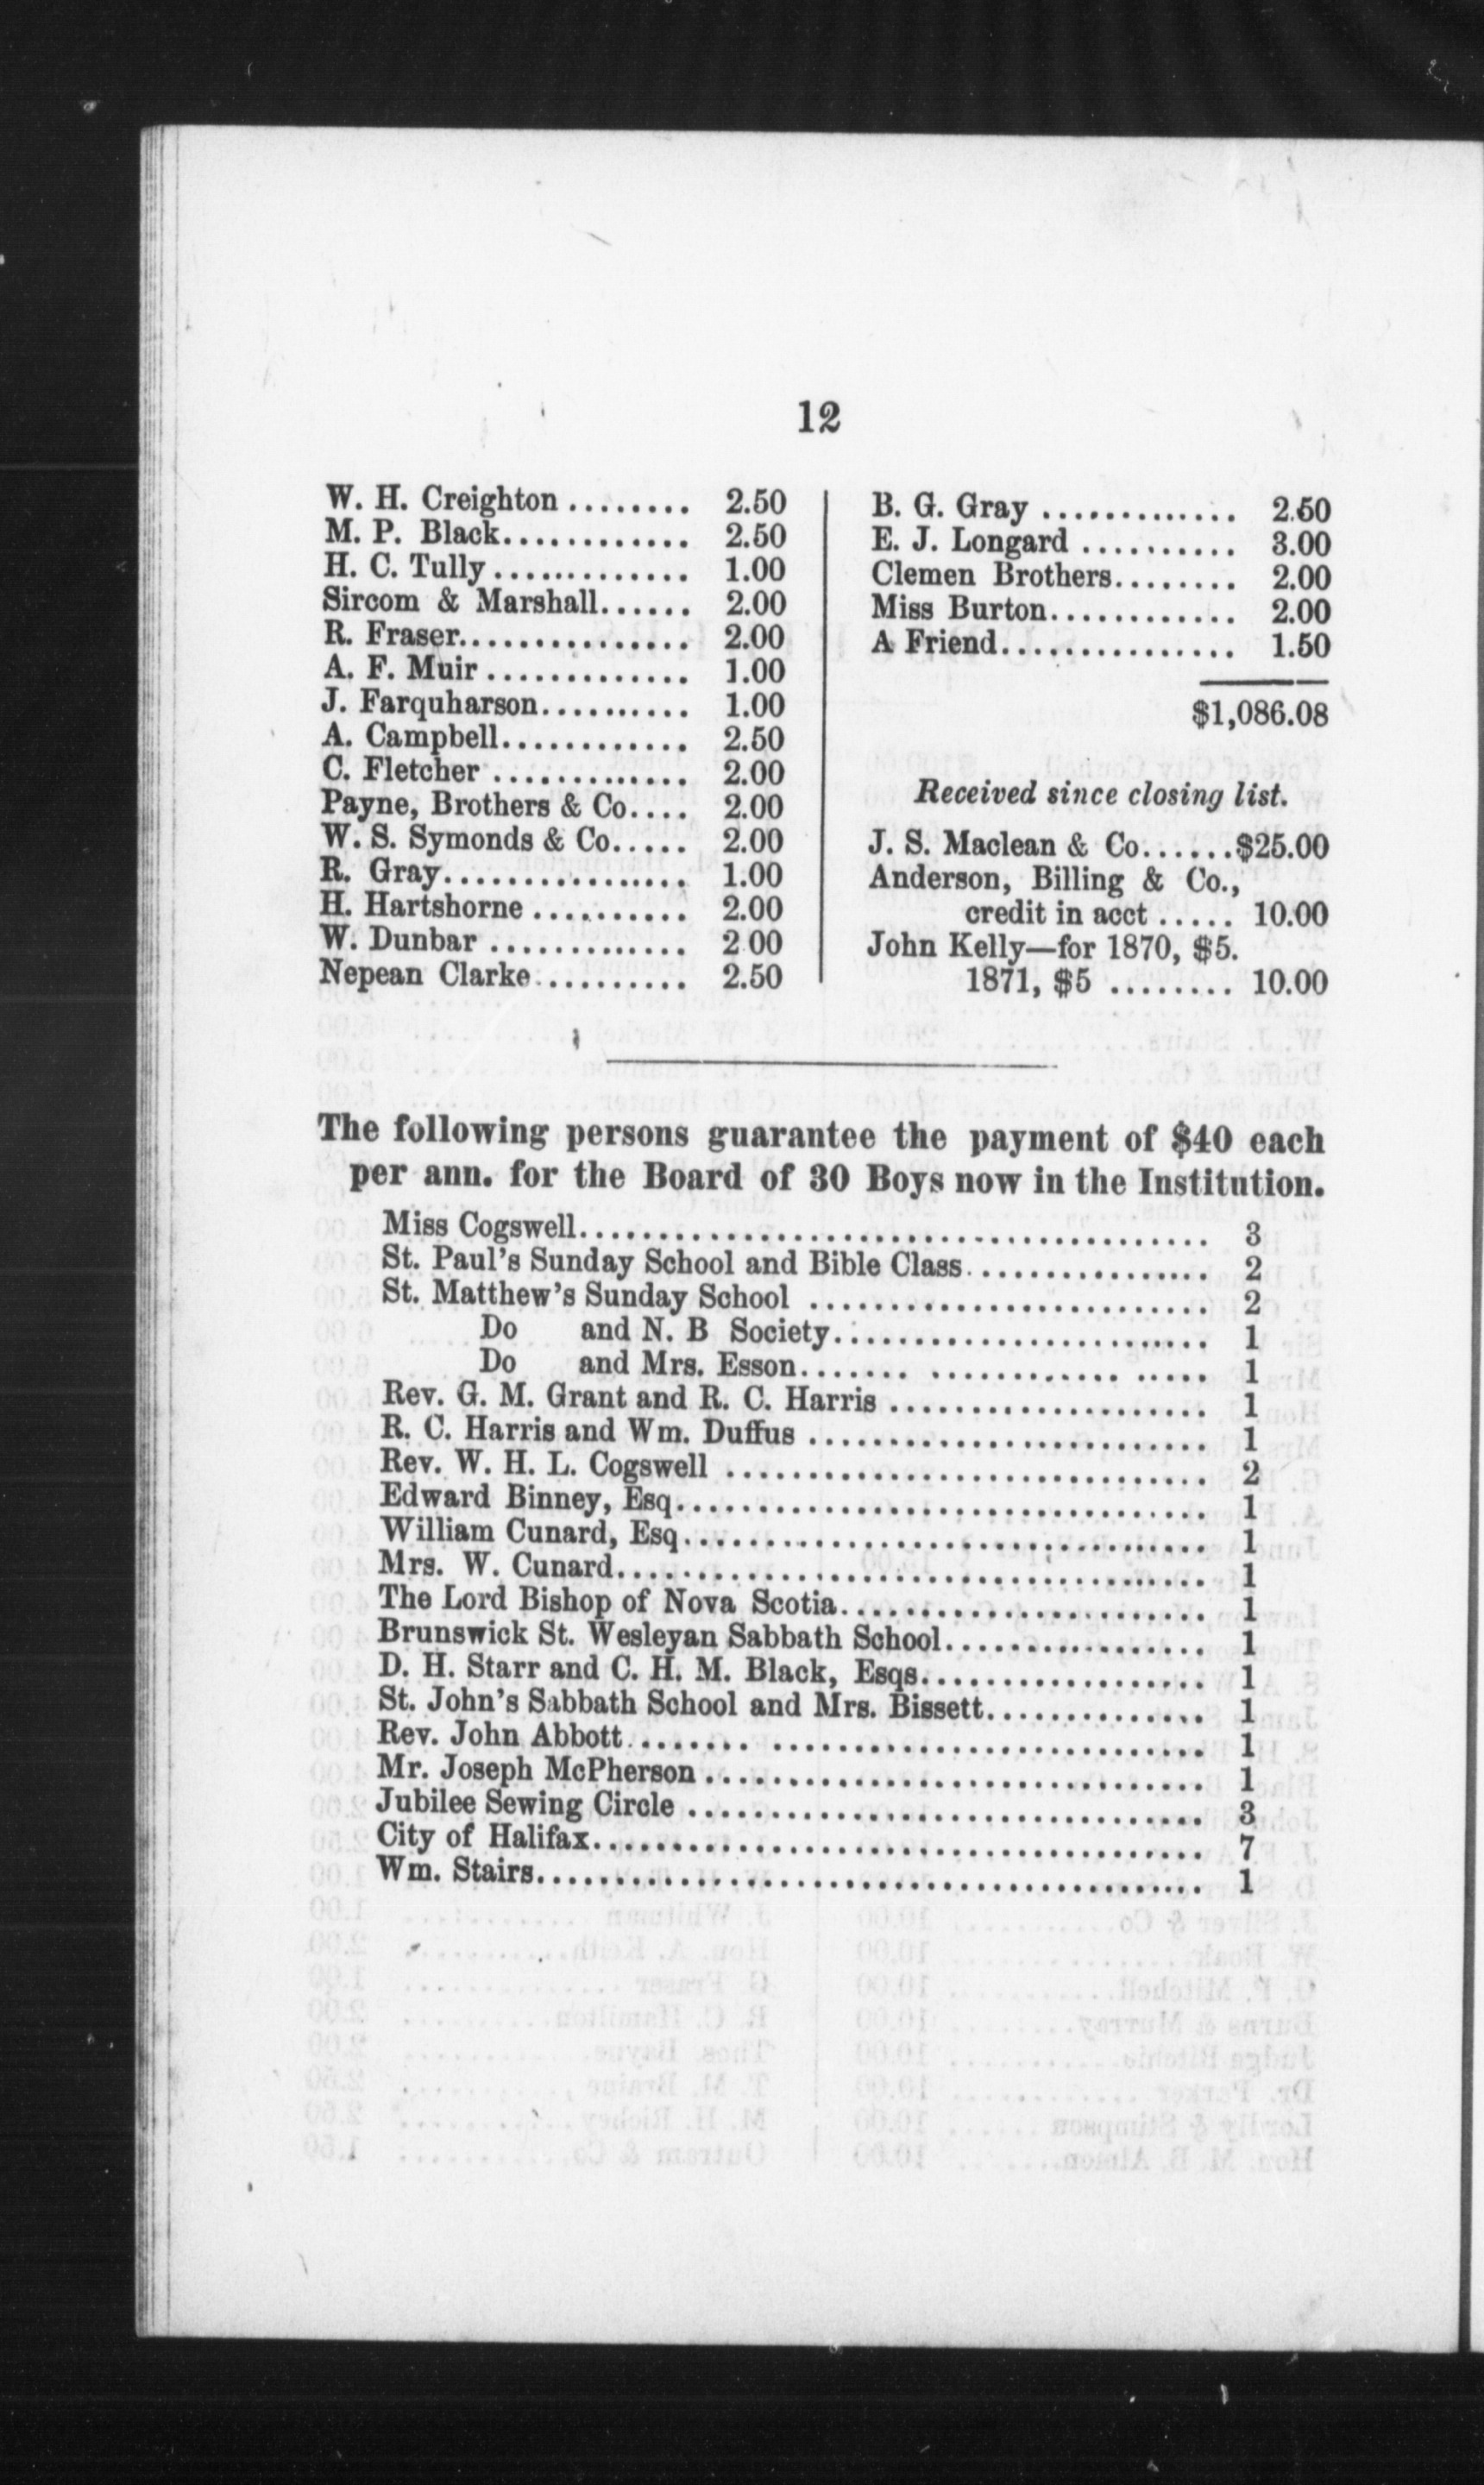 12
W. H. Creighton ........ 2.50
M. P. Black............ 2.50
H. C. Tully............. 1.00
Sircom & Marshall...... 2.00
R. Fraser............... 2.00
A. F. Muir ............. 1.00
J. Farquharson.......... 1.00
A. Campbell............ 2.50
C. Fletcher ............ 2.00
Payne, Brothers & Co.... 2.00
W. S. Symonds & Co..... 2.00
R. Gray................ 1.00
H. Hartshorne .......... 2.00
W. Dunbar ............. 2 00
Nepean Clarke.......... 2.50
B. G. Gray ............. 2.50
E. J. Longard .......... 3.00
Clemen Brothers........ 2.00
Miss Burton............ 2.00
A Friend............... 1.50
$1,086.08
Received since closing list.
J. S. Maclean & Co......$25.00
Anderson, Billing & Co.,
credit in acct ..... 10.00
John Kelly—for 1870, $5.
1871, $5 ........ 10.00
The following persons guarantee the payment of $40 each
per ann. for the Board of 30 Boys now in the Institution.
Miss Cogswell........................................ 3
St. Paul's Sunday School and Bible Class................ 2
St. Matthew's Sunday School ......................... 2
Do and N. B Society........................ 1
Do and Mrs. Esson....... ............ ..... 1
Rev. G. M. Grant and R. C. Harris .................... 1
R. C. Harris and Wm. Duffus ......................... 1
Rev. W. H. L. Cogswell .............................. 2
Edward Binney, Esq.................................. 1
William Cunard, Esq................................. 1
Mrs. W. Cunard..................................... 1
The Lord Bishop of Nova Scotia....................... 1
Brunswick St. Wesleyan Sabbath School................. 1
D. H. Starr and C. H. M. Black, Esqs.................. 1
St. John's Sabbath School and Mrs. Bissett.............. 1
Rev. John Abbott........ ........................... 1
Mr. Joseph McPherson ............................... 1
Jubilee Sewing Circle ................................ 3
City of Halifax...................................... 7
Wm. Stairs.......................................... 1